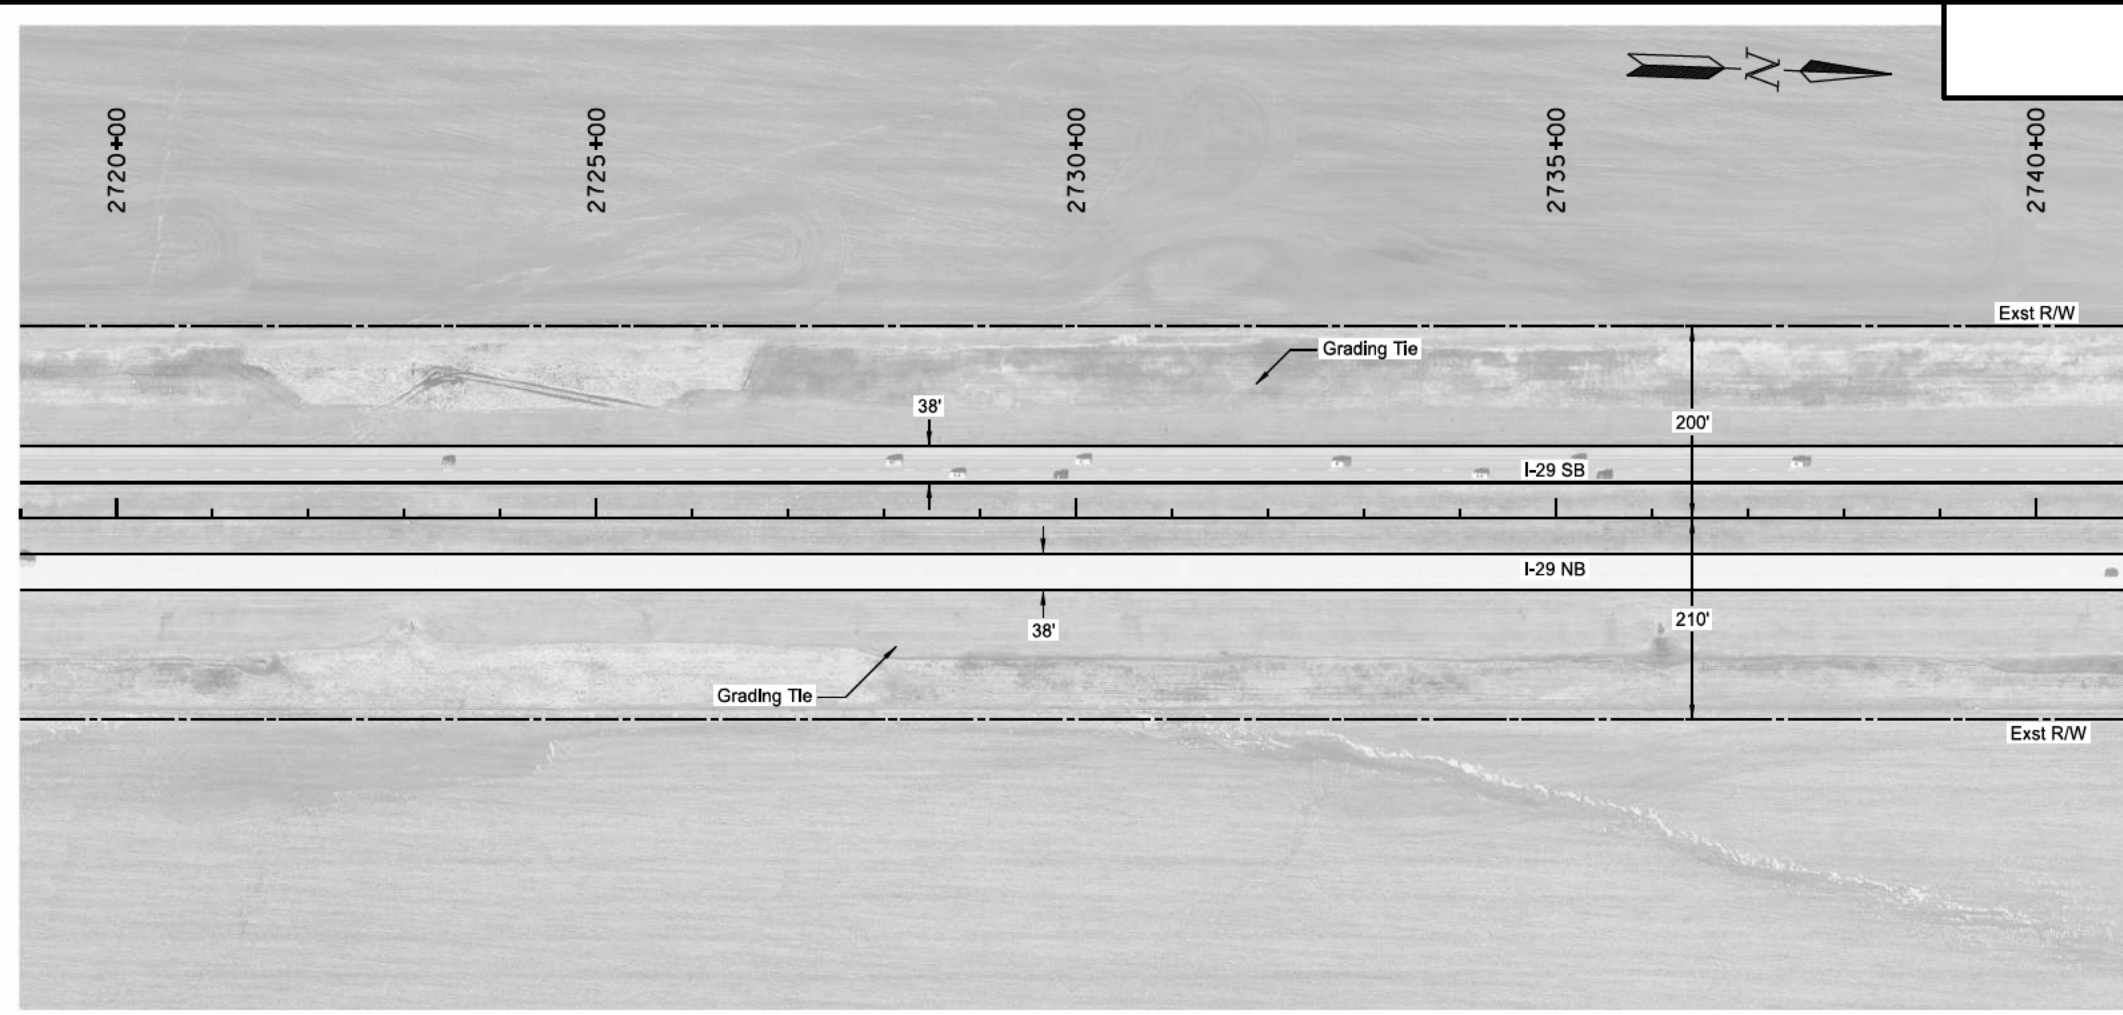 N
2720+00
2725+00
2730+00
2735+00
2740+00
Exst R/W
Grading Tie
38'
200'
I-29 SB
I-29 NB
38'
210'
Grading Tie
Exst R/W